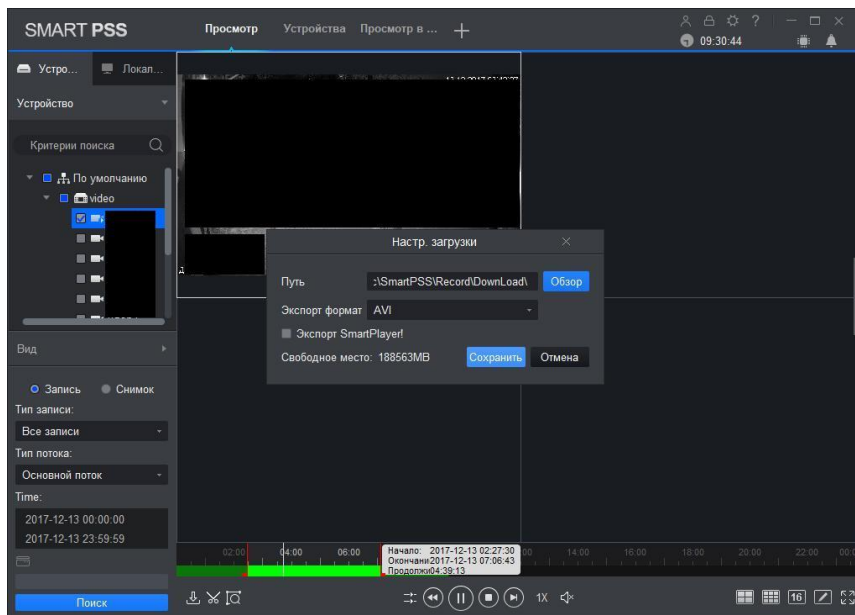 SMART PSS
Просмотр
Устройства
Просмотр в ...
09:30:44
Устро...
Локал...
Устройство
Критерии поиска
По умолчанию
video
Настр. загрузки
Путь
:\SmartPSS\Record\DownLoad\
Обзор
Экспорт формат
AVI
Экспорт SmartPlayer!
Свободное место: 188563MB
Сохранить
Отмена
Вид
Запись
Снимок
Тип записи:
Все записи
Тип потока:
Основной поток
Time:
2017-12-13 00:00:00
2017-12-13 23:59:59
Поиск
02:00
04:00
06:00
14:00
16:00
18:00
20:00
22:00
Начало: 2017-12-13 02:27:30
Окончани2017-12-13 07:06:43
Продолжи04:39:13
1X
16